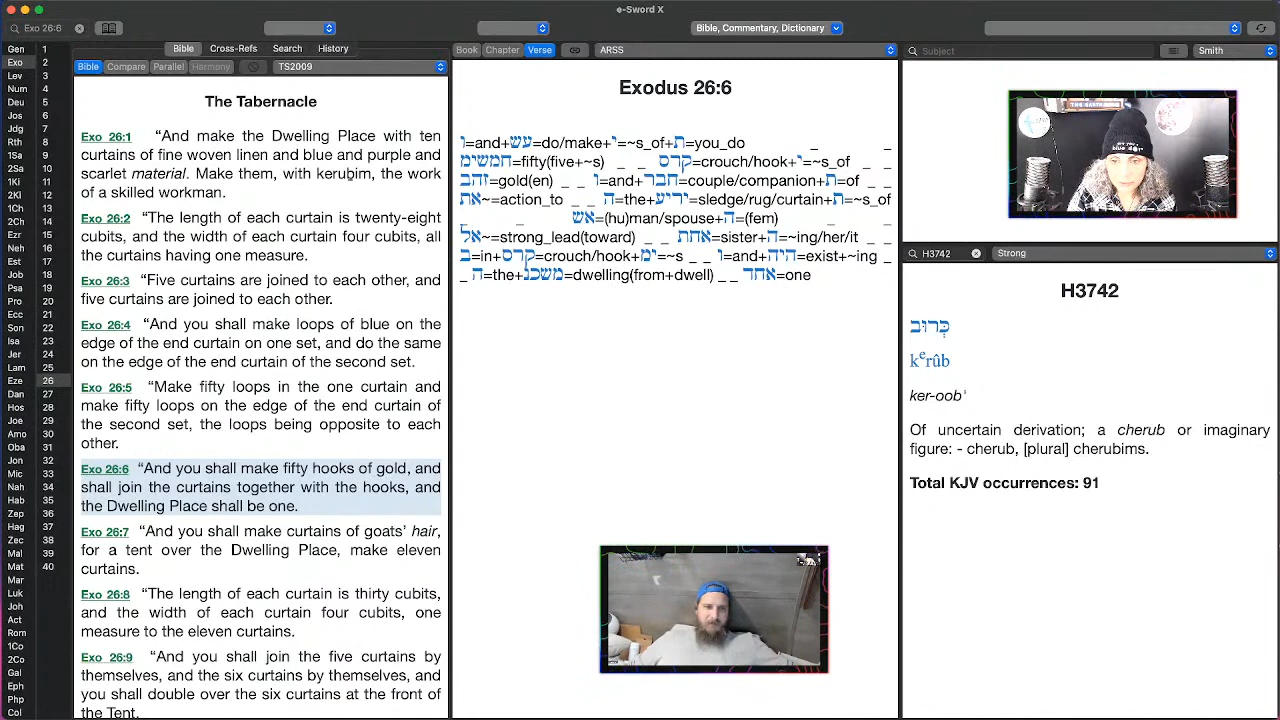 e-Sword X
Exo 26:6
Bible, Commentary, Dictionary
Bible Cross-Refs Search History
Bible Compare Parallel Harmony TS2009
Book Chapter Verse ARSS
Subject Smith
Gen
Exo
Lev
Num
Deu
Jos
Jdg
Rth
1Sa
2Sa
1Ki
2Ki
1Ch
2Ch
Ezr
Neh
Est
Job
Psa
Pro
Ecc
Son
Isa
Jer
Lam
Eze
Dan
Hos
Joe
Amo
Oba
Jon
Mic
Nah
Hab
Zep
Hag
Zec
Mal
Mat
Mar
Luk
Joh
Act
Rom
1Co
2Co
Gal
Eph
Php
Col
1
2
3
4
5
6
7
8
9
10
11
12
13
14
15
16
17
18
19
20
21
22
23
24
25
26
27
28
29
30
31
32
33
34
35
36
37
38
39
40
The Tabernacle
Exo 26:1 “And make the Dwelling Place with ten
curtains of fine woven linen and blue and purple and
scarlet material. Make them, with kerubim, the work
of a skilled workman.
Exo 26:2 “The length of each curtain is twenty-eight
cubits, and the width of each curtain four cubits, all
the curtains having one measure.
Exo 26:3 “Five curtains are joined to each other, and
five curtains are joined to each other.
Exo 26:4 “And you shall make loops of blue on the
edge of the end curtain on one set, and do the same
on the edge of the end curtain of the second set.
Exo 26:5 “Make fifty loops in the one curtain and
make fifty loops on the edge of the end curtain of
the second set, the loops being opposite to each
other.
Exo 26:6 “And you shall make fifty hooks of gold, and
shall join the curtains together with the hooks, and
the Dwelling Place shall be one.
Exo 26:7 “And you shall make curtains of goats’ hair,
for a tent over the Dwelling Place, make eleven
curtains.
Exo 26:8 “The length of each curtain is thirty cubits,
and the width of each curtain four cubits, one
measure to the eleven curtains.
Exo 26:9 “And you shall join the five curtains by
themselves, and the six curtains by themselves, and
you shall double over the six curtains at the front of
the Tent.
Exodus 26:6
ו=and+עש=do/make+י=~s_of+ת=you_do _ _
חמשימ=fifty(five+~s) _ _ קרס=crouch/hook+י=~s_of
_ _ זהב=gold(en) _ _ ו=and+חבר=couple/companion+ת=of
_ _ את~=action_to ה=the+יריע=sledge/rug/curtain+ת=~s_of
_ _ אש=(hu)man/spouse+ה=(fem) _ _
אל~=strong_lead(toward) _ _ אחת=sister+ה=~ing/her/it _ _
ב=in+קרס=crouch/hook+ימ=~s _ _ ו=and+היה=exist+~ing _
_ ה=the+משכנ=dwelling(from+dwell) _ _ אחד=one
H3742 Strong
H3742
כְּרוּב
kᵉrûb
ker-oob'
Of uncertain derivation; a cherub or imaginary
figure: - cherub, [plural] cherubims.
Total KJV occurrences: 91